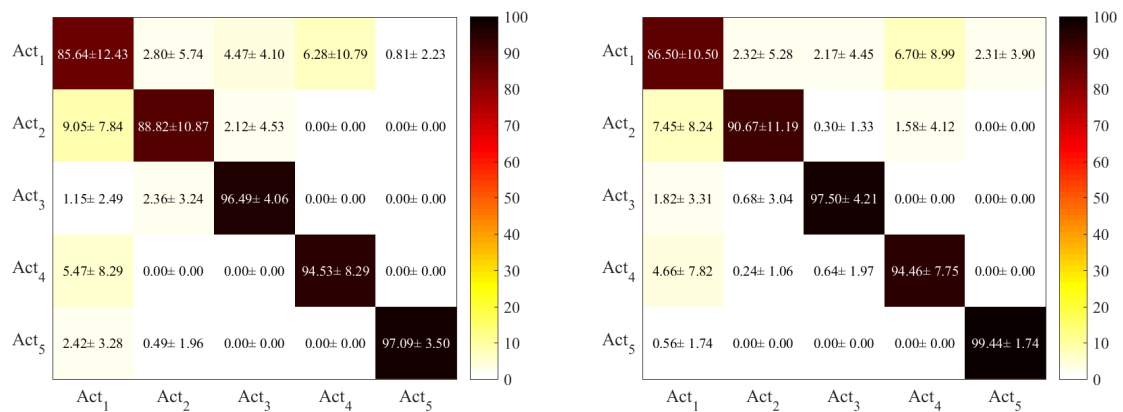 Act1 85.64±12.43 2.80± 5.74 4.47± 4.10 6.28±10.79 0.81± 2.23
Act2 9.05± 7.84 88.82±10.87 2.12± 4.53 0.00± 0.00 0.00± 0.00
Act3 1.15± 2.49 2.36± 3.24 96.49± 4.06 0.00± 0.00 0.00± 0.00
Act4 5.47± 8.29 0.00± 0.00 0.00± 0.00 94.53± 8.29 0.00± 0.00
Act5 2.42± 3.28 0.49± 1.96 0.00± 0.00 0.00± 0.00 97.09± 3.50
Act1 Act2 Act3 Act4 Act5
100
90
80
70
60
50
40
30
20
10
0
Act1 86.50±10.50 2.32± 5.28 2.17± 4.45 6.70± 8.99 2.31± 3.90
Act2 7.45± 8.24 90.67±11.19 0.30± 1.33 1.58± 4.12 0.00± 0.00
Act3 1.82± 3.31 0.68± 3.04 97.50± 4.21 0.00± 0.00 0.00± 0.00
Act4 4.66± 7.82 0.24± 1.06 0.64± 1.97 94.46± 7.75 0.00± 0.00
Act5 0.56± 1.74 0.00± 0.00 0.00± 0.00 0.00± 0.00 99.44± 1.74
Act1 Act2 Act3 Act4 Act5
100
90
80
70
60
50
40
30
20
10
0